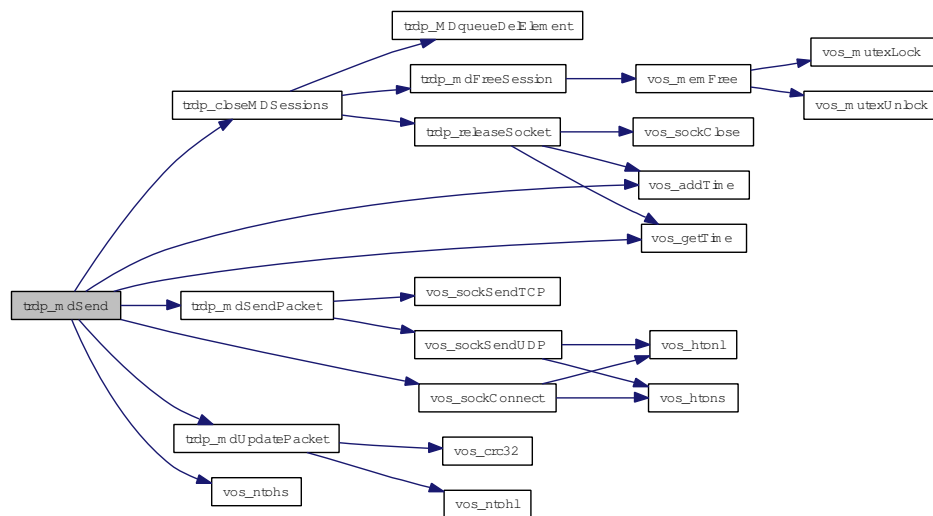 trdp_MDqueueDelElement
vos_mutexLock
trdp_mdFreeSession
vos_memFree
trdp_closeMDSessions
vos_mutexUnlock
trdp_releaseSocket
vos_sockClose
vos_addTime
vos_getTime
trdp_mdSend
trdp_mdSendPacket
vos_sockSendTCP
vos_sockSendUDP
vos_htonl
vos_sockConnect
vos_htons
trdp_mdUpdatePacket
vos_crc32
vos_ntohs
vos_ntohl